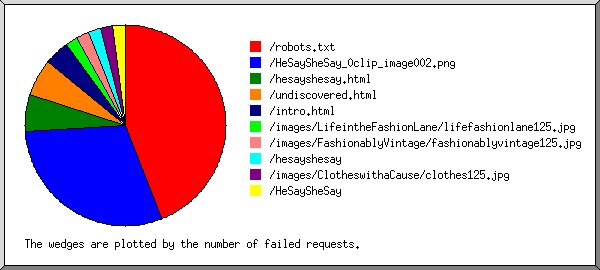 /robots.txt
/HeSaySheSay_0clip_image002.png
/hesayshesay.html
/undiscovered.html
/intro.html
/images/LifeintheFashionLane/lifefashionlane125.jpg
/images/FashionablyVintage/fashionablyvintage125.jpg
/hesayshesay
/images/ClotheswithaCause/clothes125.jpg
/HeSaySheSay
The wedges are plotted by the number of failed requests.